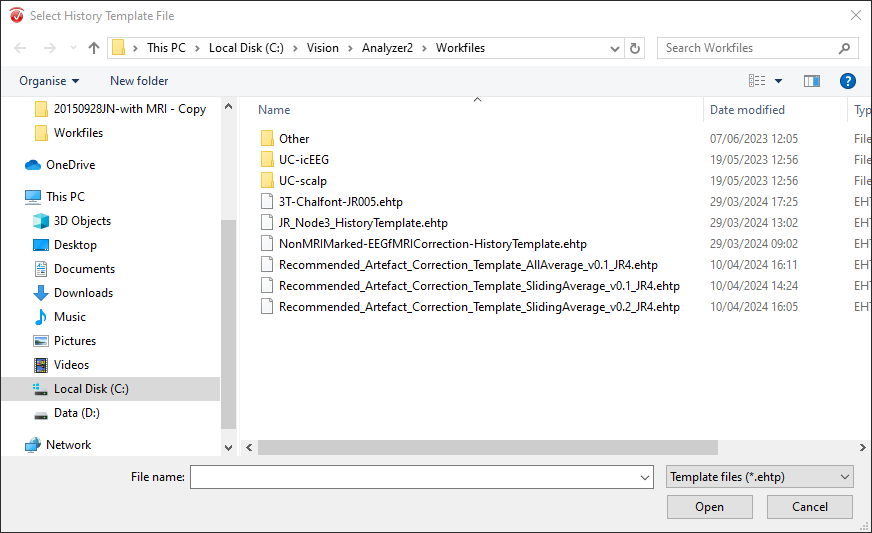 Select History Template File
This PC > Local Disk (C:) > Vision > Analyzer2 > Workfiles
Search Workfiles
Organise
New folder
20150928JN-with MRI - Copy
Workfiles
OneDrive
This PC
3D Objects
Desktop
Documents
Downloads
Music
Pictures
Videos
Local Disk (C:)
Data (D:)
Network
Name Date modified Typ
Other 07/06/2023 12:05 File
UC-icEEG 19/05/2023 12:56 File
UC-scalp 19/05/2023 12:56 File
3T-Chalfont-JR005.ehtp 29/03/2024 17:25 EHT
JR_Node3_HistoryTemplate.ehtp 29/03/2024 13:02 EHT
NonMRIMarked-EEGfMRICorrection-HistoryTemplate.ehtp 29/03/2024 09:02 EHT
Recommended_Artefact_Correction_Template_AllAverage_v0.1_JR4.ehtp 10/04/2024 16:11 EHT
Recommended_Artefact_Correction_Template_SlidingAverage_v0.1_JR4.ehtp 10/04/2024 14:24 EHT
Recommended_Artefact_Correction_Template_SlidingAverage_v0.2_JR4.ehtp 10/04/2024 16:05 EHT
File name:
Template files (*.ehtp)
Open
Cancel